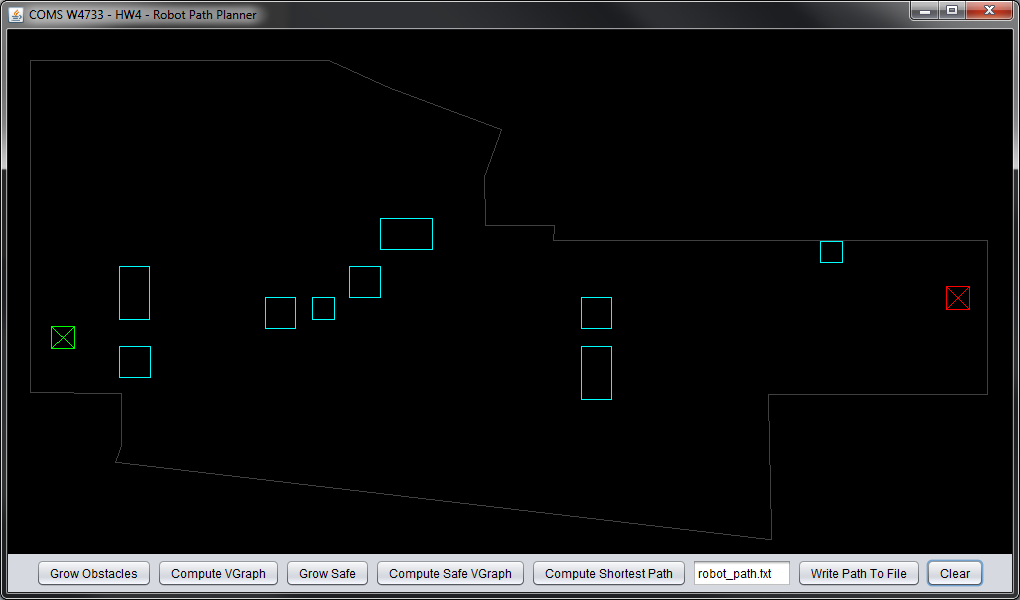 COMS W4733 - HW4 - Robot Path Planner
Grow Obstacles Compute VGraph Grow Safe Compute Safe VGraph Compute Shortest Path robot_path.txt Write Path To File Clear